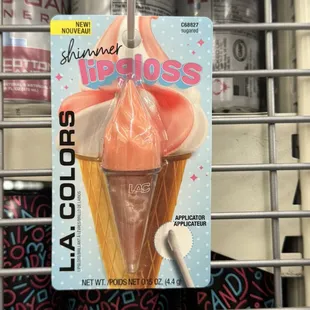 NEW!
NOUVEAU!
C68627
sugared
shimmer
lipgloss
L.A. COLORS
LAC
APPLICATOR
APPLICATEUR
NET WT. /POIDS NET 0.15 OZ. (4.4 g)